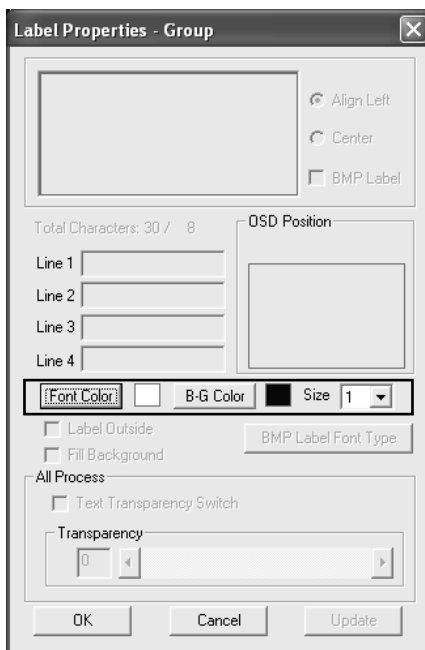 Label Properties - Group
Align Left
Center
BMP Label
Total Characters: 30 / 8
OSD Position
Line 1
Line 2
Line 3
Line 4
Font Color B-G Color Size 1
Label Outside
BMP Label Font Type
Fill Background
All Process
Text Transparency Switch
Transparency
0
OK Cancel Update